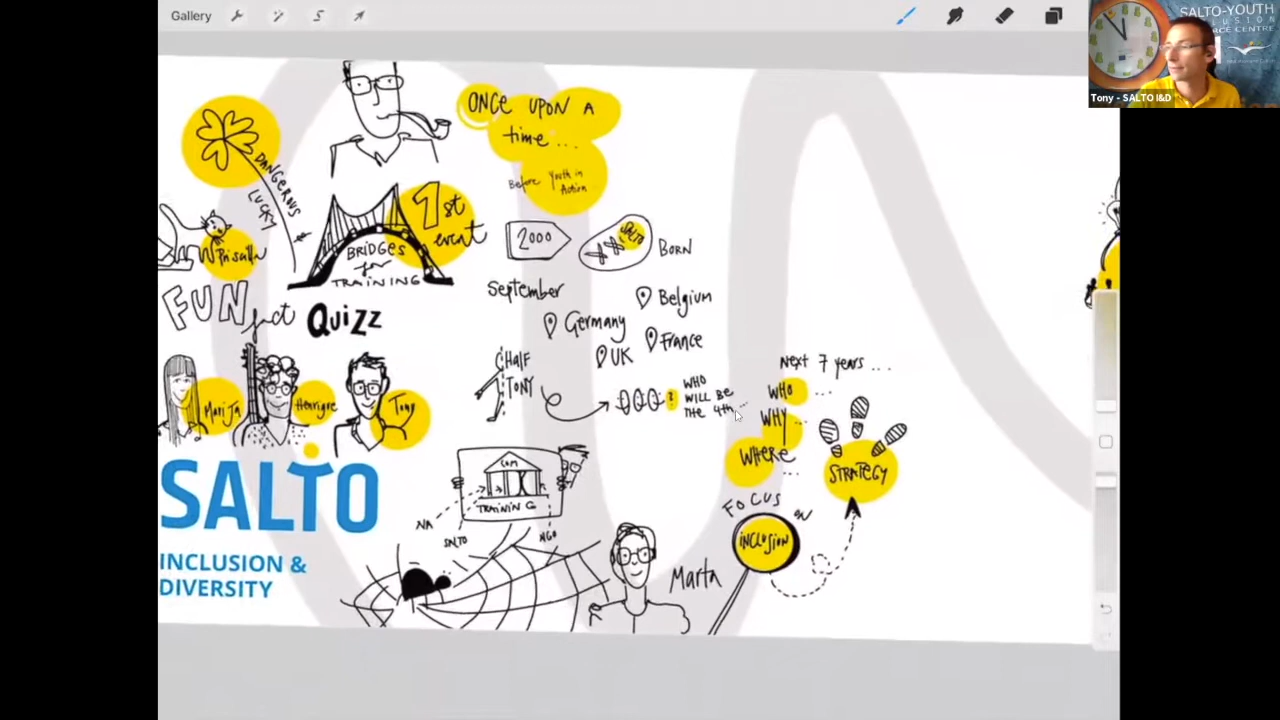 Gallery
SALTO-YOUTH
CENTRE
Tony - SALTO I&D
ONCE UPON A
time...
Before Youth in
Action
DANGEROUS
LUCKY
1st
event
BRIDGES
for
TRAINING
FUN fact Quizz
2000
SALTO
BORN
September
Belgium
Germany
France
UK
HALF
TONY
?
WHO
WILL BE
THE 4th...
Marija
Henrique
Tony
SALTO
INCLUSION &
DIVERSITY
COM
TRAINING
NA
SALTO
NGO
Marta
Next 7 years ...
WHO ...
WHY ...
WHERE ...
STRATEGY
FOCUS
on
INCLUSION